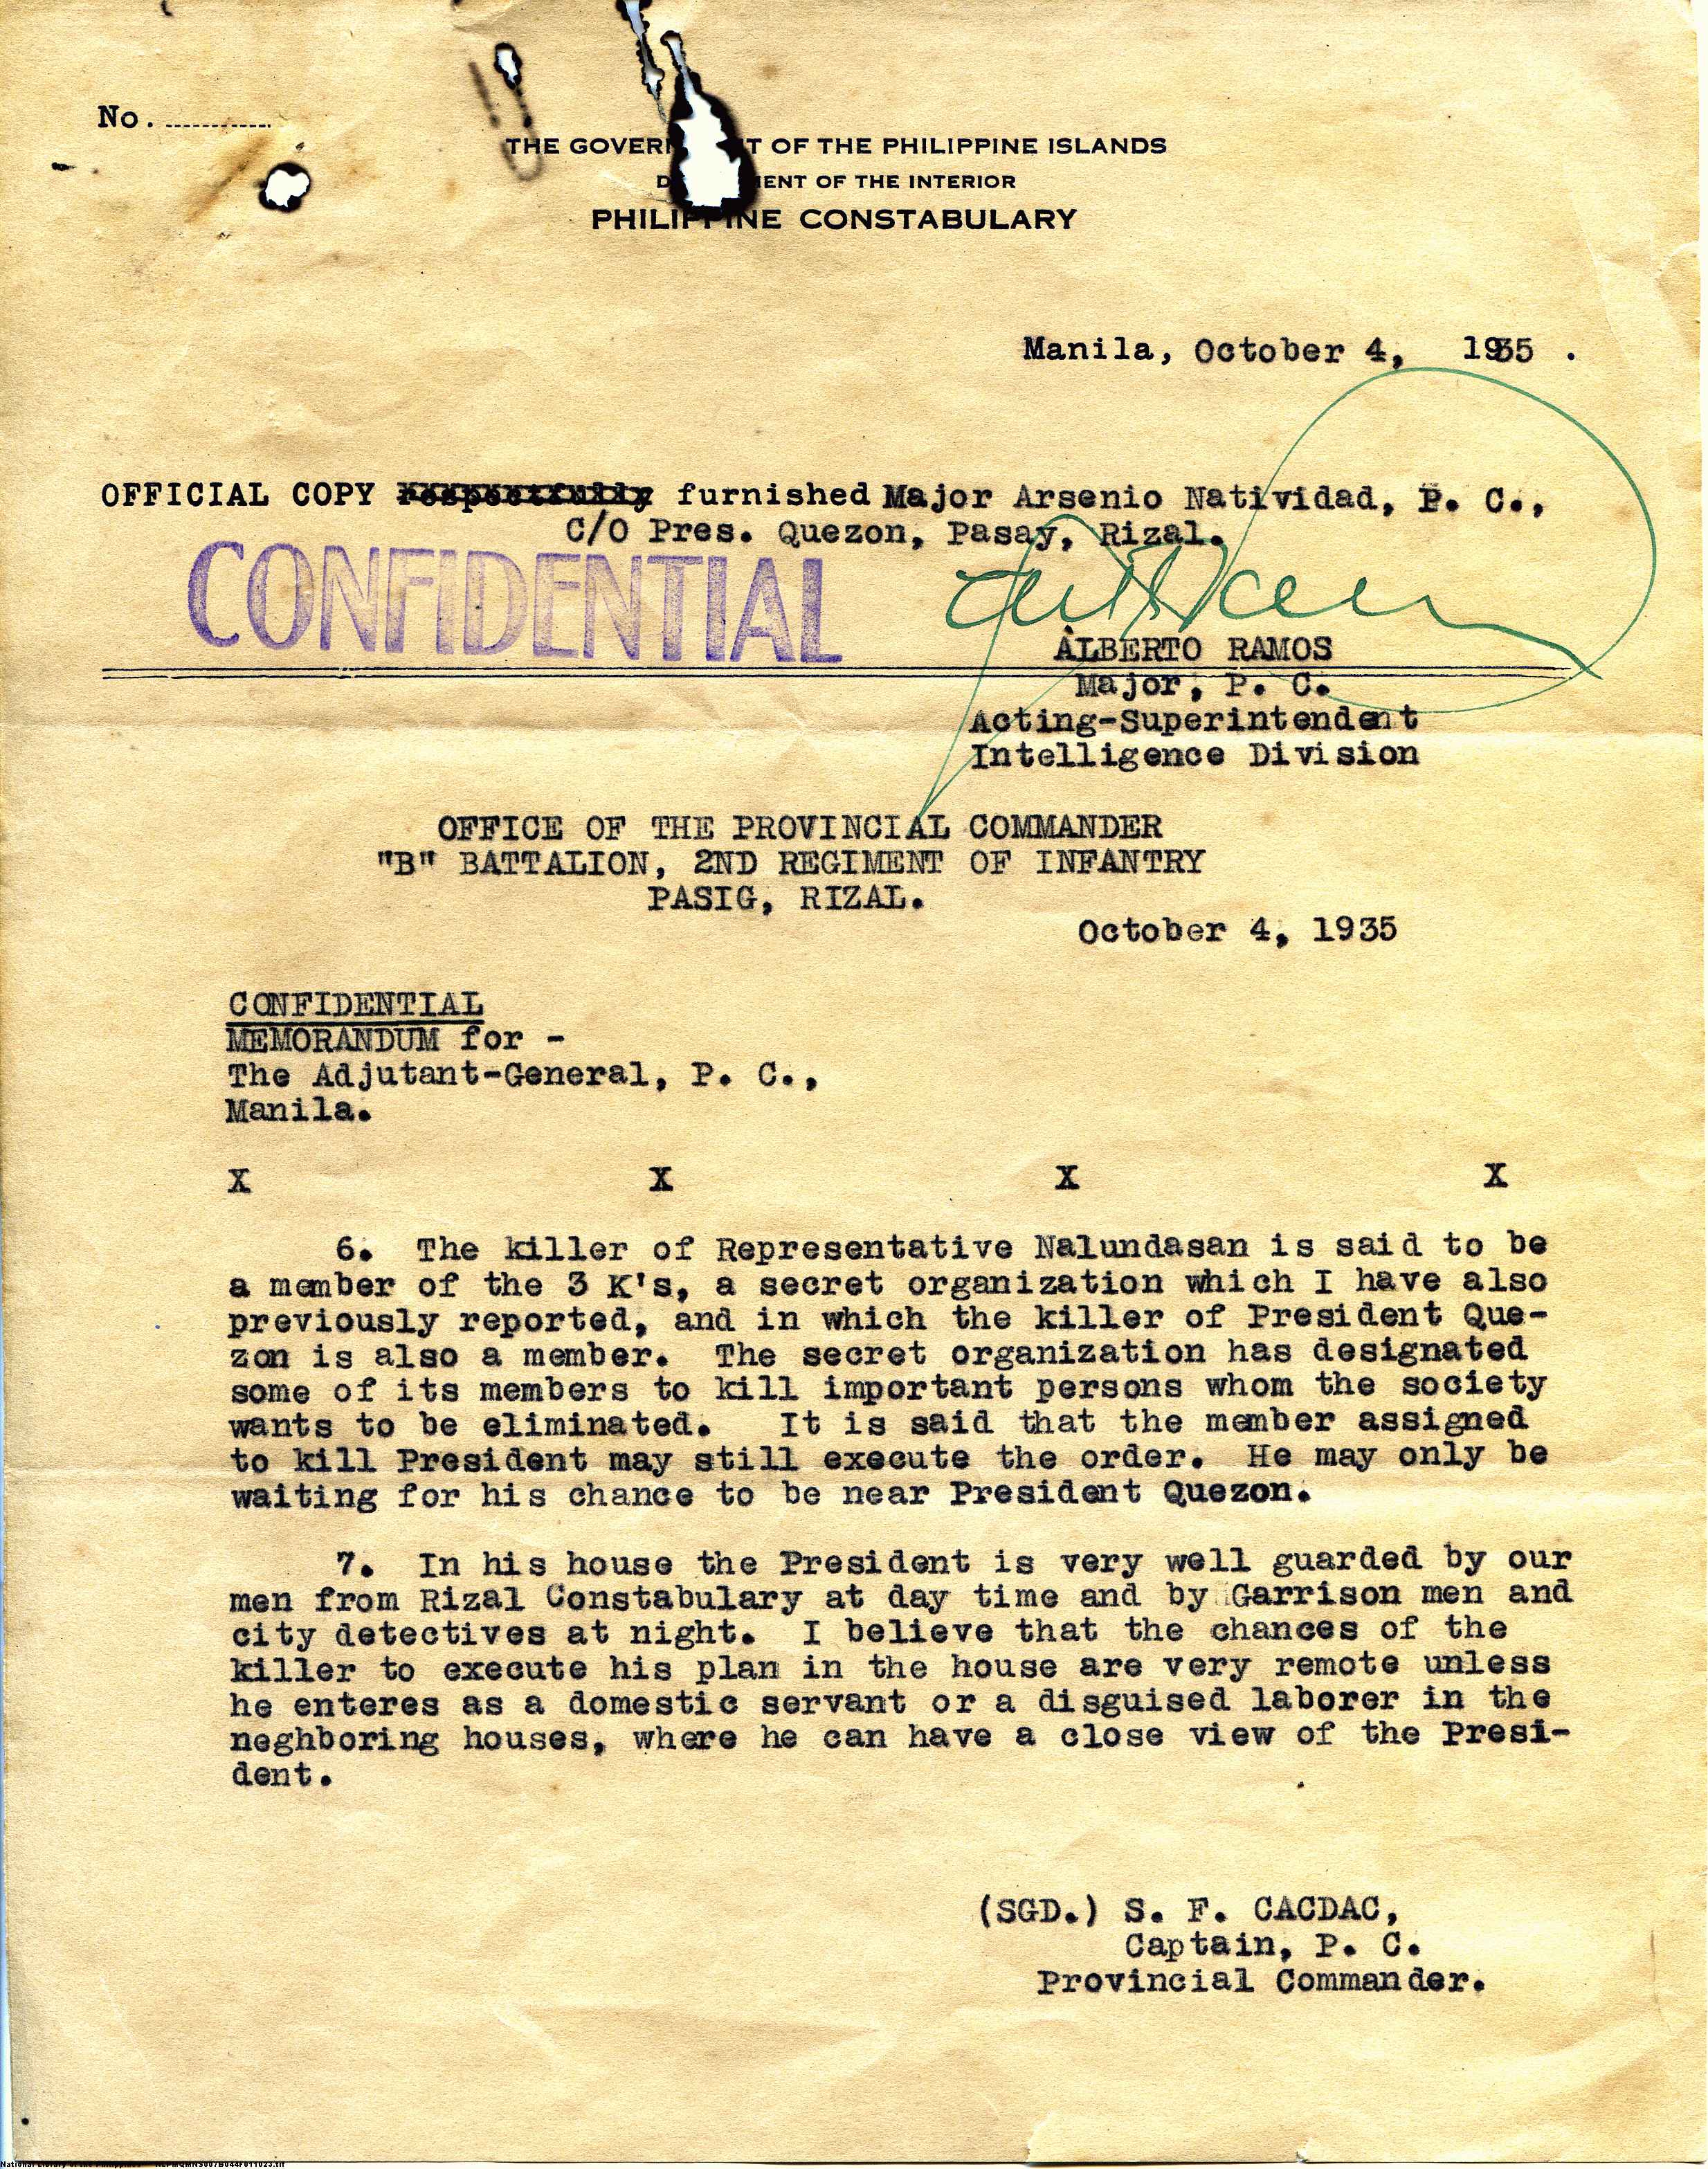 No. ............
THE GOVERN T OF THE PHILIPPINE ISLANDS
D ENT OF THE INTERIOR
PHILIPPINE CONSTABULARY
Manila, October 4, 1935 .
OFFICIAL COPY respectfully furnished Major Arsenio Natividad, P. C.,
C/O Pres. Quezon, Pasay, Rizal.
CONFIDENTIAL
ALBERTO RAMOS
Major, P. C.
Acting-Superintendent
Intelligence Division
OFFICE OF THE PROVINCIAL COMMANDER
"B" BATTALION, 2ND REGIMENT OF INFANTRY
PASIG, RIZAL.
October 4, 1935
CONFIDENTIAL
MEMORANDUM for -
The Adjutant-General, P. C.,
Manila.
X X X X
6. The killer of Representative Nalundasan is said to be
a member of the 3 K's, a secret organization which I have also
previously reported, and in which the killer of President Que-
zon is also a member. The secret organization has designated
some of its members to kill important persons whom the society
wants to be eliminated. It is said that the member assigned
to kill President may still execute the order. He may only be
waiting for his chance to be near President Quezon.
7. In his house the President is very well guarded by our
men from Rizal Constabulary at day time and by Garrison men and
city detectives at night. I believe that the chances of the
killer to execute his plan in the house are very remote unless
he enteres as a domestic servant or a disguised laborer in the
neghboring houses, where he can have a close view of the Presi-
dent.
(SGD.) S. F. CACDAC,
Captain, P. C.
Provincial Commander.